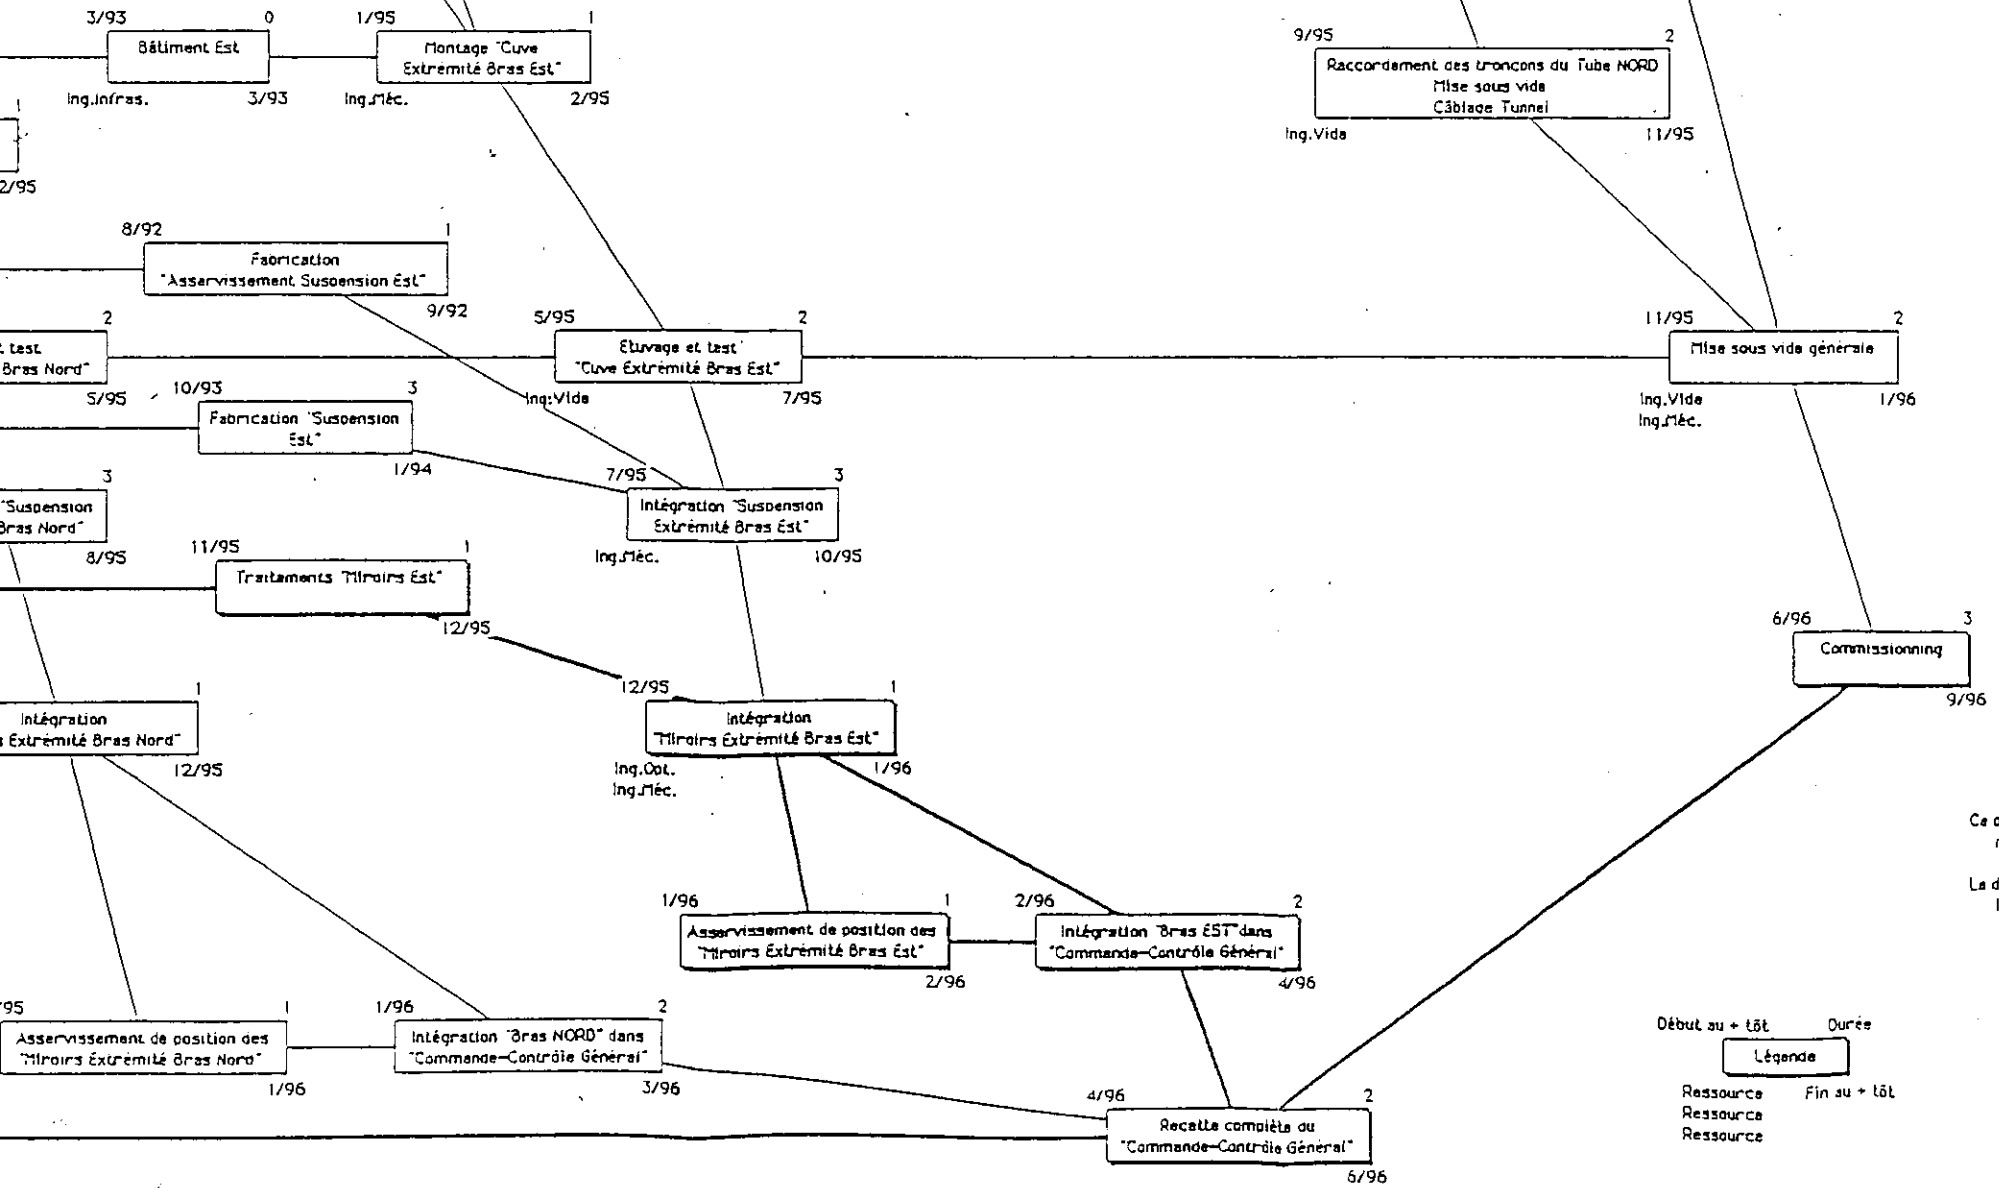 3/93 0
Bâtiment Est
Ing.Infras. 3/93
1/95 1
Montage "Cuve
Extrémité Bras Est"
Ing.Méc. 2/95
9/95 2
Raccordement des tronçons du Tube NORD
Mise sous vide
Câblage Tunnel
Ing.Vide 11/95
1
2/95
8/92 1
Fabrication
"Asservissement Suspension Est"
9/92
2
t test
Bras Nord"
5/95
5/95 2
Etuvage et test
"Cuve Extrémité Bras Est"
Ing.Vide 7/95
11/95 2
Mise sous vide générale
Ing.Vide 1/96
Ing.Méc.
10/93 3
Fabrication "Suspension
Est"
1/94
3
"Suspension
Bras Nord"
8/95
7/95 3
Intégration "Suspension
Extrémité Bras Est"
Ing.Méc. 10/95
11/95 1
Traitements "Miroirs Est"
12/95
6/96 3
Commissionning
9/96
1
Intégration
s Extrémité Bras Nord"
12/95
12/95 1
Intégration
"Miroirs Extrémité Bras Est"
Ing.Opt. 1/96
Ing.Méc.
Ce
La d
1/96 1
Asservissement de position des
"Miroirs Extrémité Bras Est"
2/96
2/96 2
Intégration "Bras EST" dans
"Commande-Contrôle Général"
4/96
/95 1
Asservissement de position des
"Miroirs Extrémité Bras Nord"
1/96
1/96 2
Intégration "Bras NORD" dans
"Commande-Contrôle Général"
3/96
4/96 2
Recette complète du
"Commande-Contrôle Général"
6/96
Début au + tôt Durée
Légende
Ressource Fin au + tôt
Ressource
Ressource